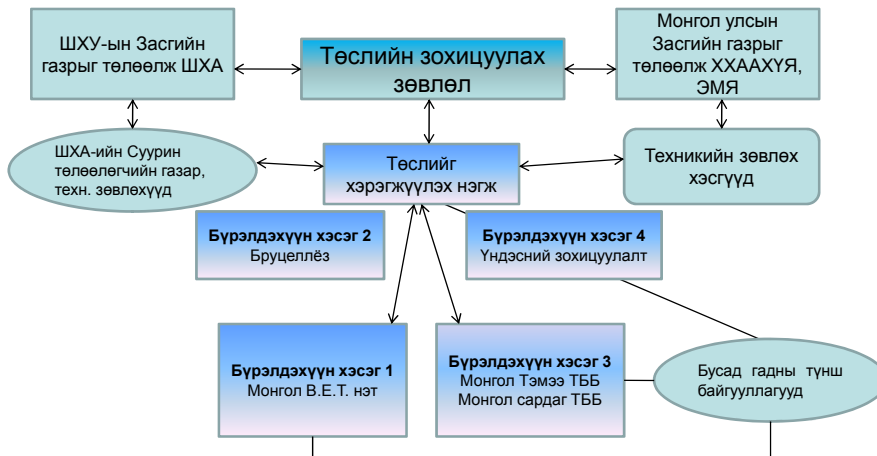 ШХУ-ын Засгийн
газрыг төлөөлж ШХА
Төслийн зохицуулах
зөвлөл
Монгол улсын
Засгийн газрыг
төлөөлж ХХААХҮЯ,
ЭМЯ
ШХА-ийн Суурин
төлөөлөгчийн газар,
техн. зөвлөхүүд
Төслийг
хэрэгжүүлэх нэгж
Техникийн зөвлөх
хэсгүүд
Бүрэлдэхүүн хэсэг 2
Бруцеллёз
Бүрэлдэхүүн хэсэг 4
Үндэсний зохицуулалт
Бүрэлдэхүүн хэсэг 1
Монгол В.Е.Т. нэт
Бүрэлдэхүүн хэсэг 3
Монгол Тэмээ ТББ
Монгол сардаг ТББ
Бусад гадны түнш
байгууллагууд